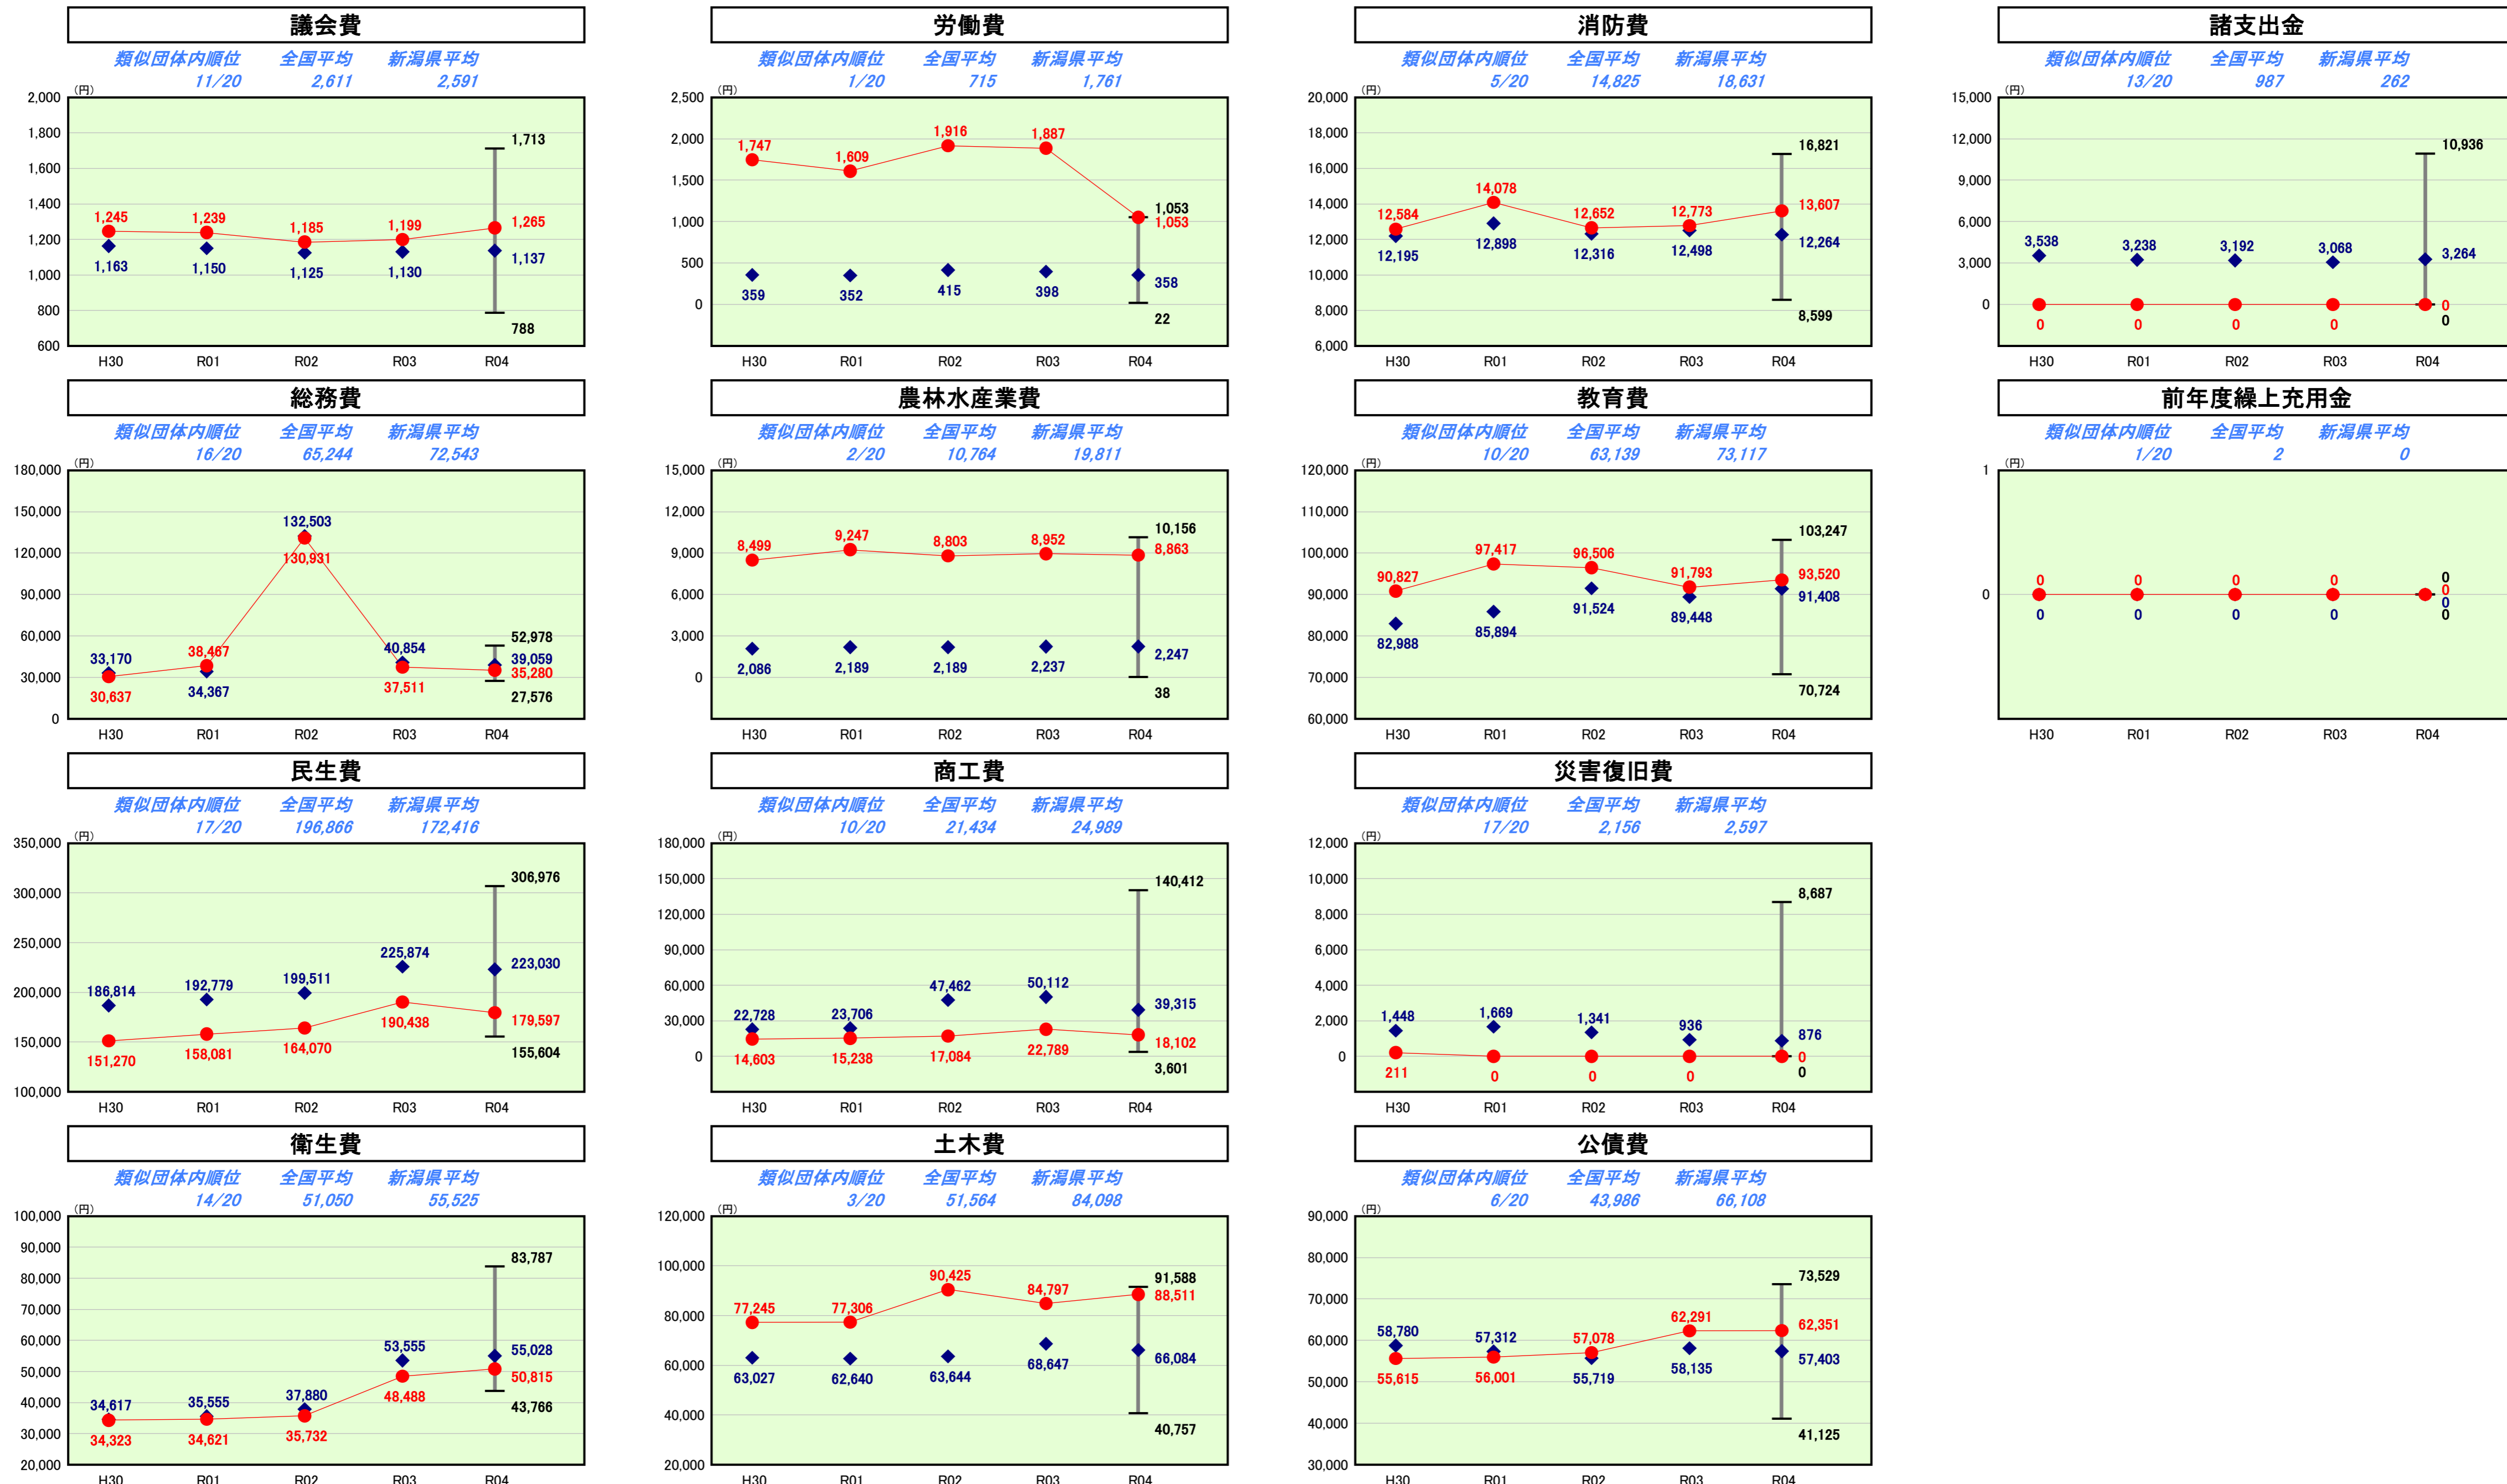 議会費
類似団体内順位 全国平均 新潟県平均
11/20 2,611 2,591
(円)
2,000
1,800
1,600
1,400
1,200
1,000
800
600
1,245 1,239 1,185 1,199 1,265
1,163 1,150 1,125 1,130 1,137
1,713
788
H30 R01 R02 R03 R04
労働費
類似団体内順位 全国平均 新潟県平均
1/20 715 1,761
(円)
2,500
2,000
1,500
1,000
500
0
1,747 1,609 1,916 1,887 1,053
359 352 415 398 358
1,053
22
H30 R01 R02 R03 R04
消防費
類似団体内順位 全国平均 新潟県平均
5/20 14,825 18,631
(円)
20,000
18,000
16,000
14,000
12,000
10,000
8,000
6,000
12,584 14,078 12,652 12,773 13,607
12,195 12,898 12,316 12,498 12,264
16,821
8,599
H30 R01 R02 R03 R04
諸支出金
類似団体内順位 全国平均 新潟県平均
13/20 987 262
(円)
15,000
12,000
9,000
6,000
3,000
0
10,936
3,538 3,238 3,192 3,068 3,264
0 0 0 0 0
0
H30 R01 R02 R03 R04
総務費
類似団体内順位 全国平均 新潟県平均
16/20 65,244 72,543
(円)
180,000
150,000
120,000
90,000
60,000
30,000
0
33,170 34,367 132,503 40,854 39,059
30,637 38,467 130,931 37,511 35,280
52,978
27,576
H30 R01 R02 R03 R04
農林水産業費
類似団体内順位 全国平均 新潟県平均
2/20 10,764 19,811
(円)
15,000
12,000
9,000
6,000
3,000
0
8,499 9,247 8,803 8,952 8,863
2,086 2,189 2,189 2,237 2,247
10,156
38
H30 R01 R02 R03 R04
教育費
類似団体内順位 全国平均 新潟県平均
10/20 63,139 73,117
(円)
120,000
110,000
100,000
90,000
80,000
70,000
60,000
90,827 97,417 96,506 91,793 93,520
82,988 85,894 91,524 89,448 91,408
103,247
70,724
H30 R01 R02 R03 R04
前年度繰上充用金
類似団体内順位 全国平均 新潟県平均
1/20 2 0
(円)
1
0
0 0 0 0 0
0 0 0 0 0
0
0
H30 R01 R02 R03 R04
民生費
類似団体内順位 全国平均 新潟県平均
17/20 196,866 172,416
(円)
350,000
300,000
250,000
200,000
150,000
100,000
186,814 192,779 199,511 225,874 223,030
151,270 158,081 164,070 190,438 179,597
306,976
155,604
H30 R01 R02 R03 R04
商工費
類似団体内順位 全国平均 新潟県平均
10/20 21,434 24,989
(円)
180,000
150,000
120,000
90,000
60,000
30,000
0
22,728 23,706 47,462 50,112 39,315
14,603 15,238 17,084 22,789 18,102
140,412
3,601
H30 R01 R02 R03 R04
災害復旧費
類似団体内順位 全国平均 新潟県平均
17/20 2,156 2,597
(円)
12,000
10,000
8,000
6,000
4,000
2,000
0
1,448 1,669 1,341 936 876
211 0 0 0 0
8,687
0
H30 R01 R02 R03 R04
衛生費
類似団体内順位 全国平均 新潟県平均
14/20 51,050 55,525
(円)
100,000
90,000
80,000
70,000
60,000
50,000
40,000
30,000
20,000
34,617 35,555 37,880 53,555 55,028
34,323 34,621 35,732 48,488 50,815
83,787
43,766
H30 R01 R02 R03 R04
土木費
類似団体内順位 全国平均 新潟県平均
3/20 51,564 84,098
(円)
120,000
100,000
80,000
60,000
40,000
20,000
77,245 77,306 90,425 84,797 88,511
63,027 62,640 63,644 68,647 66,084
91,588
40,757
H30 R01 R02 R03 R04
公債費
類似団体内順位 全国平均 新潟県平均
6/20 43,986 66,108
(円)
90,000
80,000
70,000
60,000
50,000
40,000
30,000
58,780 57,312 57,078 62,291 62,351
55,615 56,001 55,719 58,135 57,403
73,529
41,125
H30 R01 R02 R03 R04